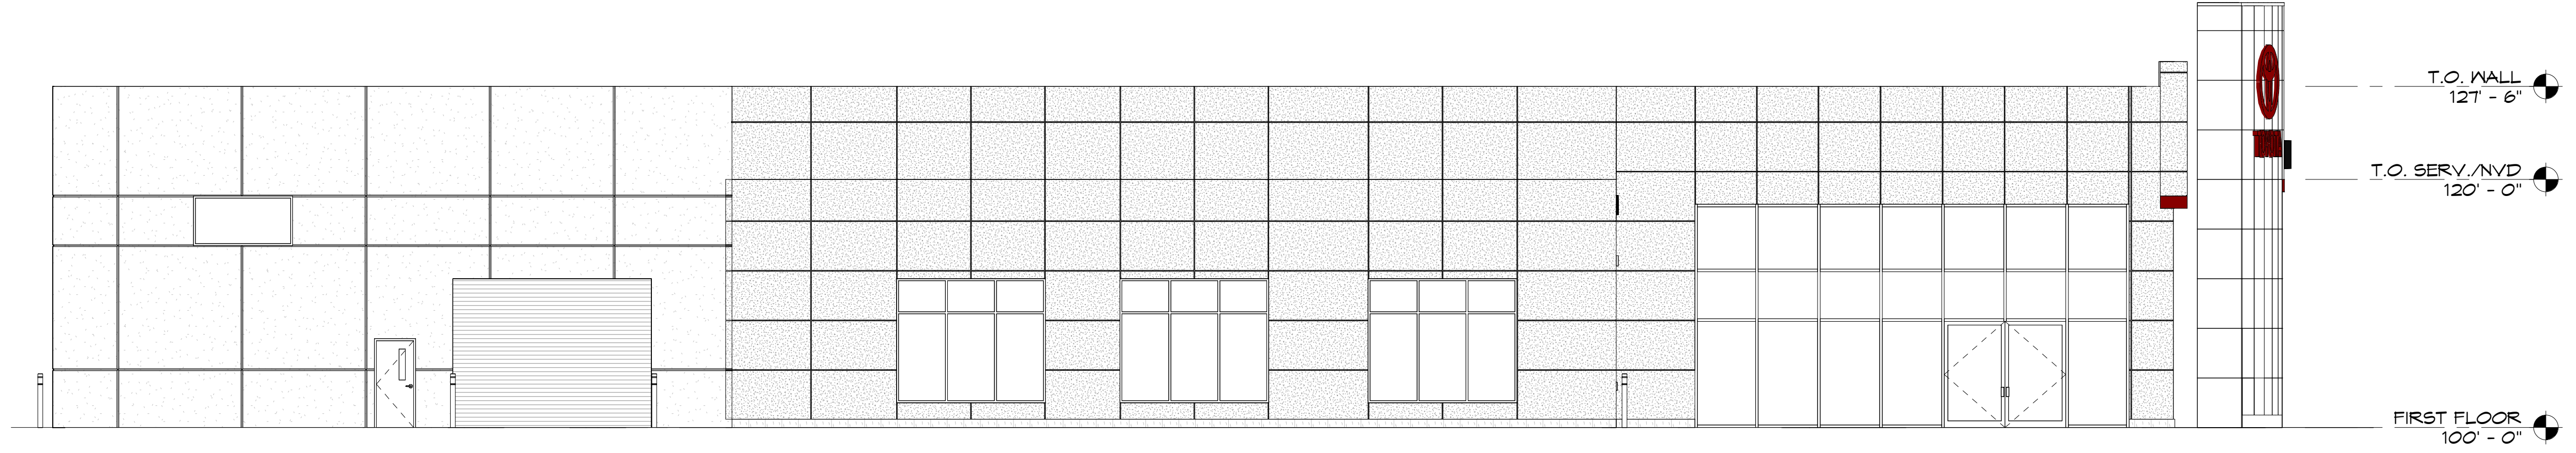 T.O. WALL
127' - 6"
T.O. SERV./NVD
120' - 0"
FIRST FLOOR
100' - 0"